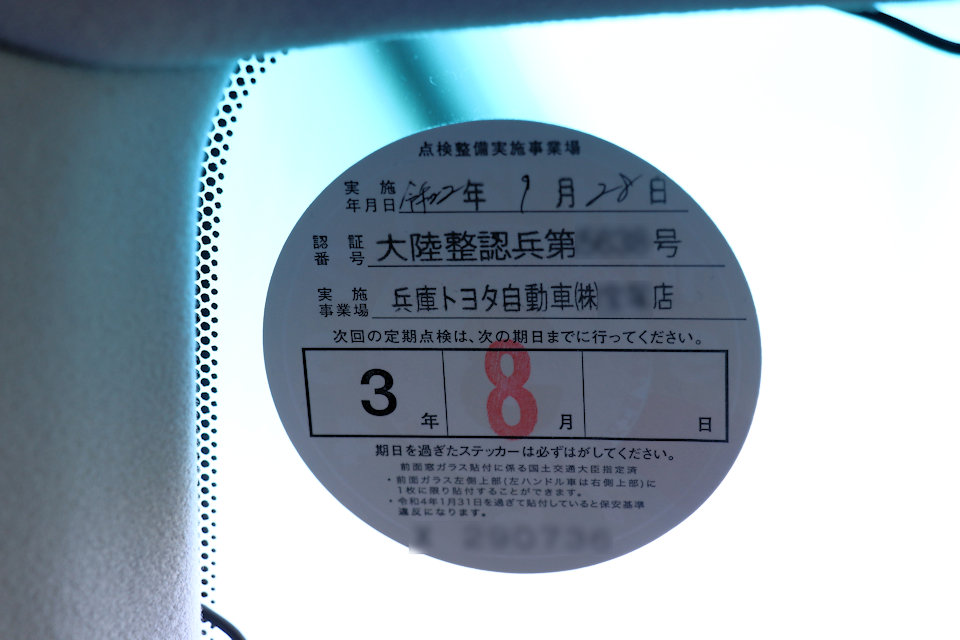 点検整備実施事業場
実施年月日 令和2年 9月28日
認証番号 大陸整認兵第 号
実施事業場 兵庫トヨタ自動車㈱ 店
次回の定期点検は、次の期日までに行ってください。
3年 8月 日
期日を過ぎたステッカーは必ずはがしてください。
前面窓ガラス貼付に係る国土交通大臣指定済
・前面ガラス左側上部(左ハンドル車は右側上部)に
1枚に限り貼付することができます。
・令和4年1月31日を過ぎて貼付していると保安基準
違反になります。